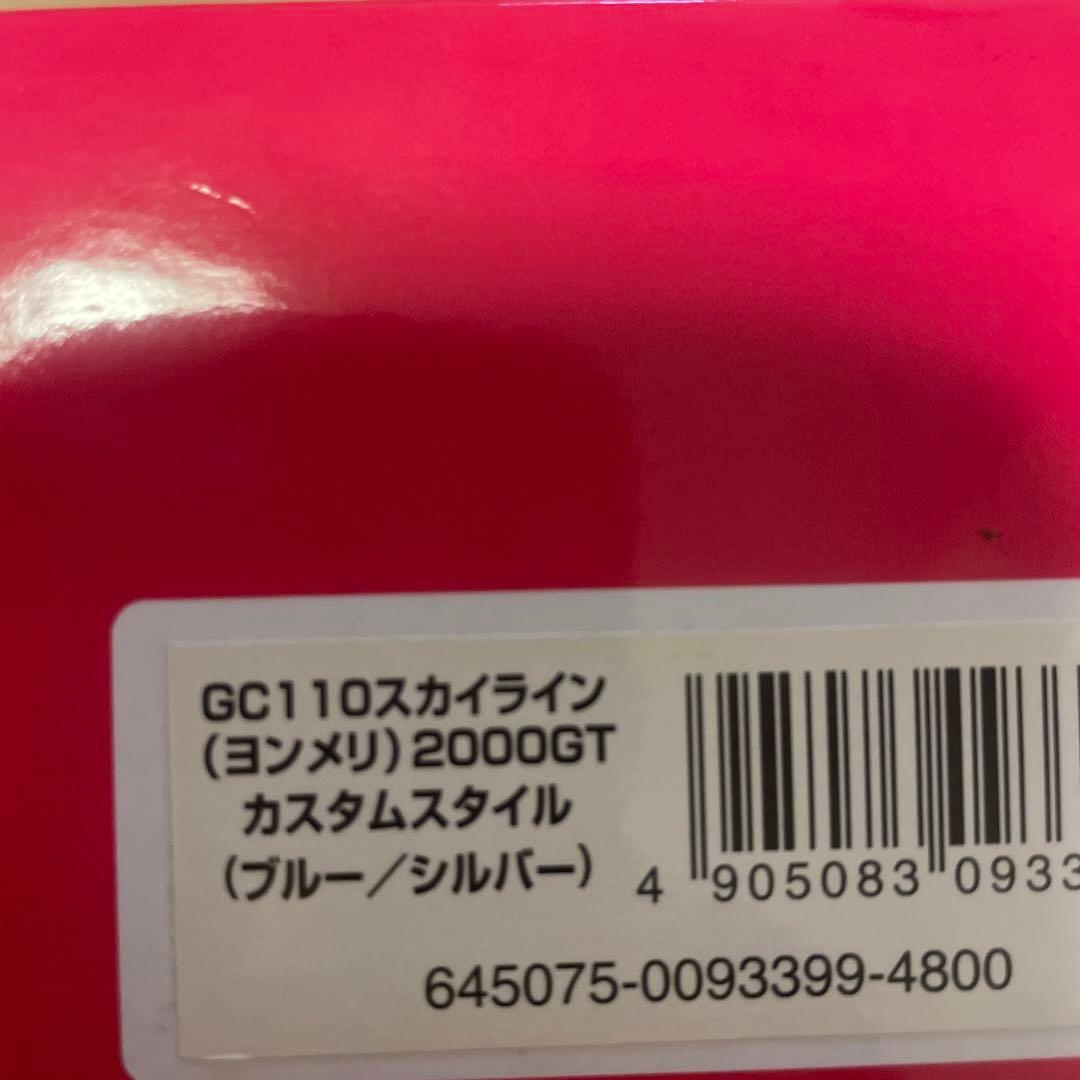 GC110スカイライン
(ヨンメリ)2000GT
カスタムスタイル
(ブルー／シルバー)
4 905083 0933
645075-0093399-4800